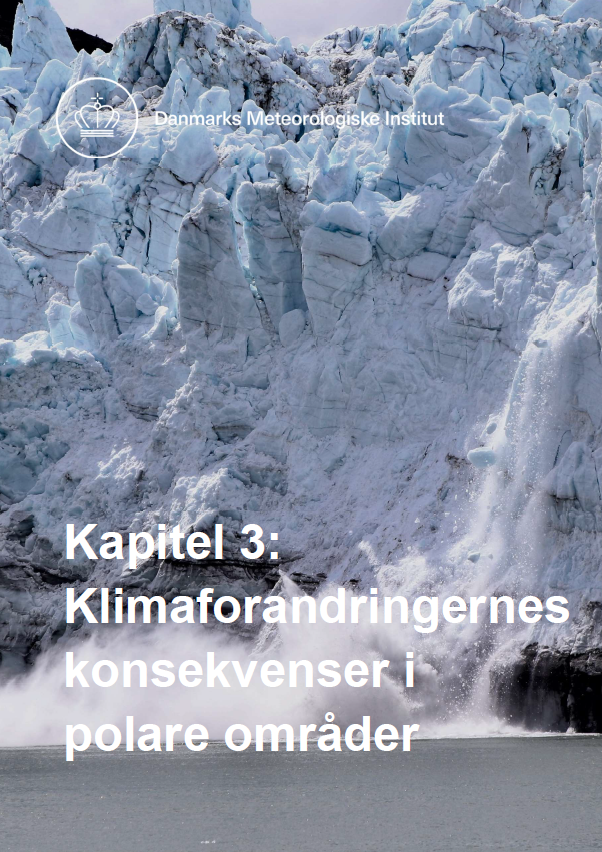 Danmarks Meteorologiske Institut
Kapitel 3:
Klimaforandringernes
konsekvenser i
polare områder